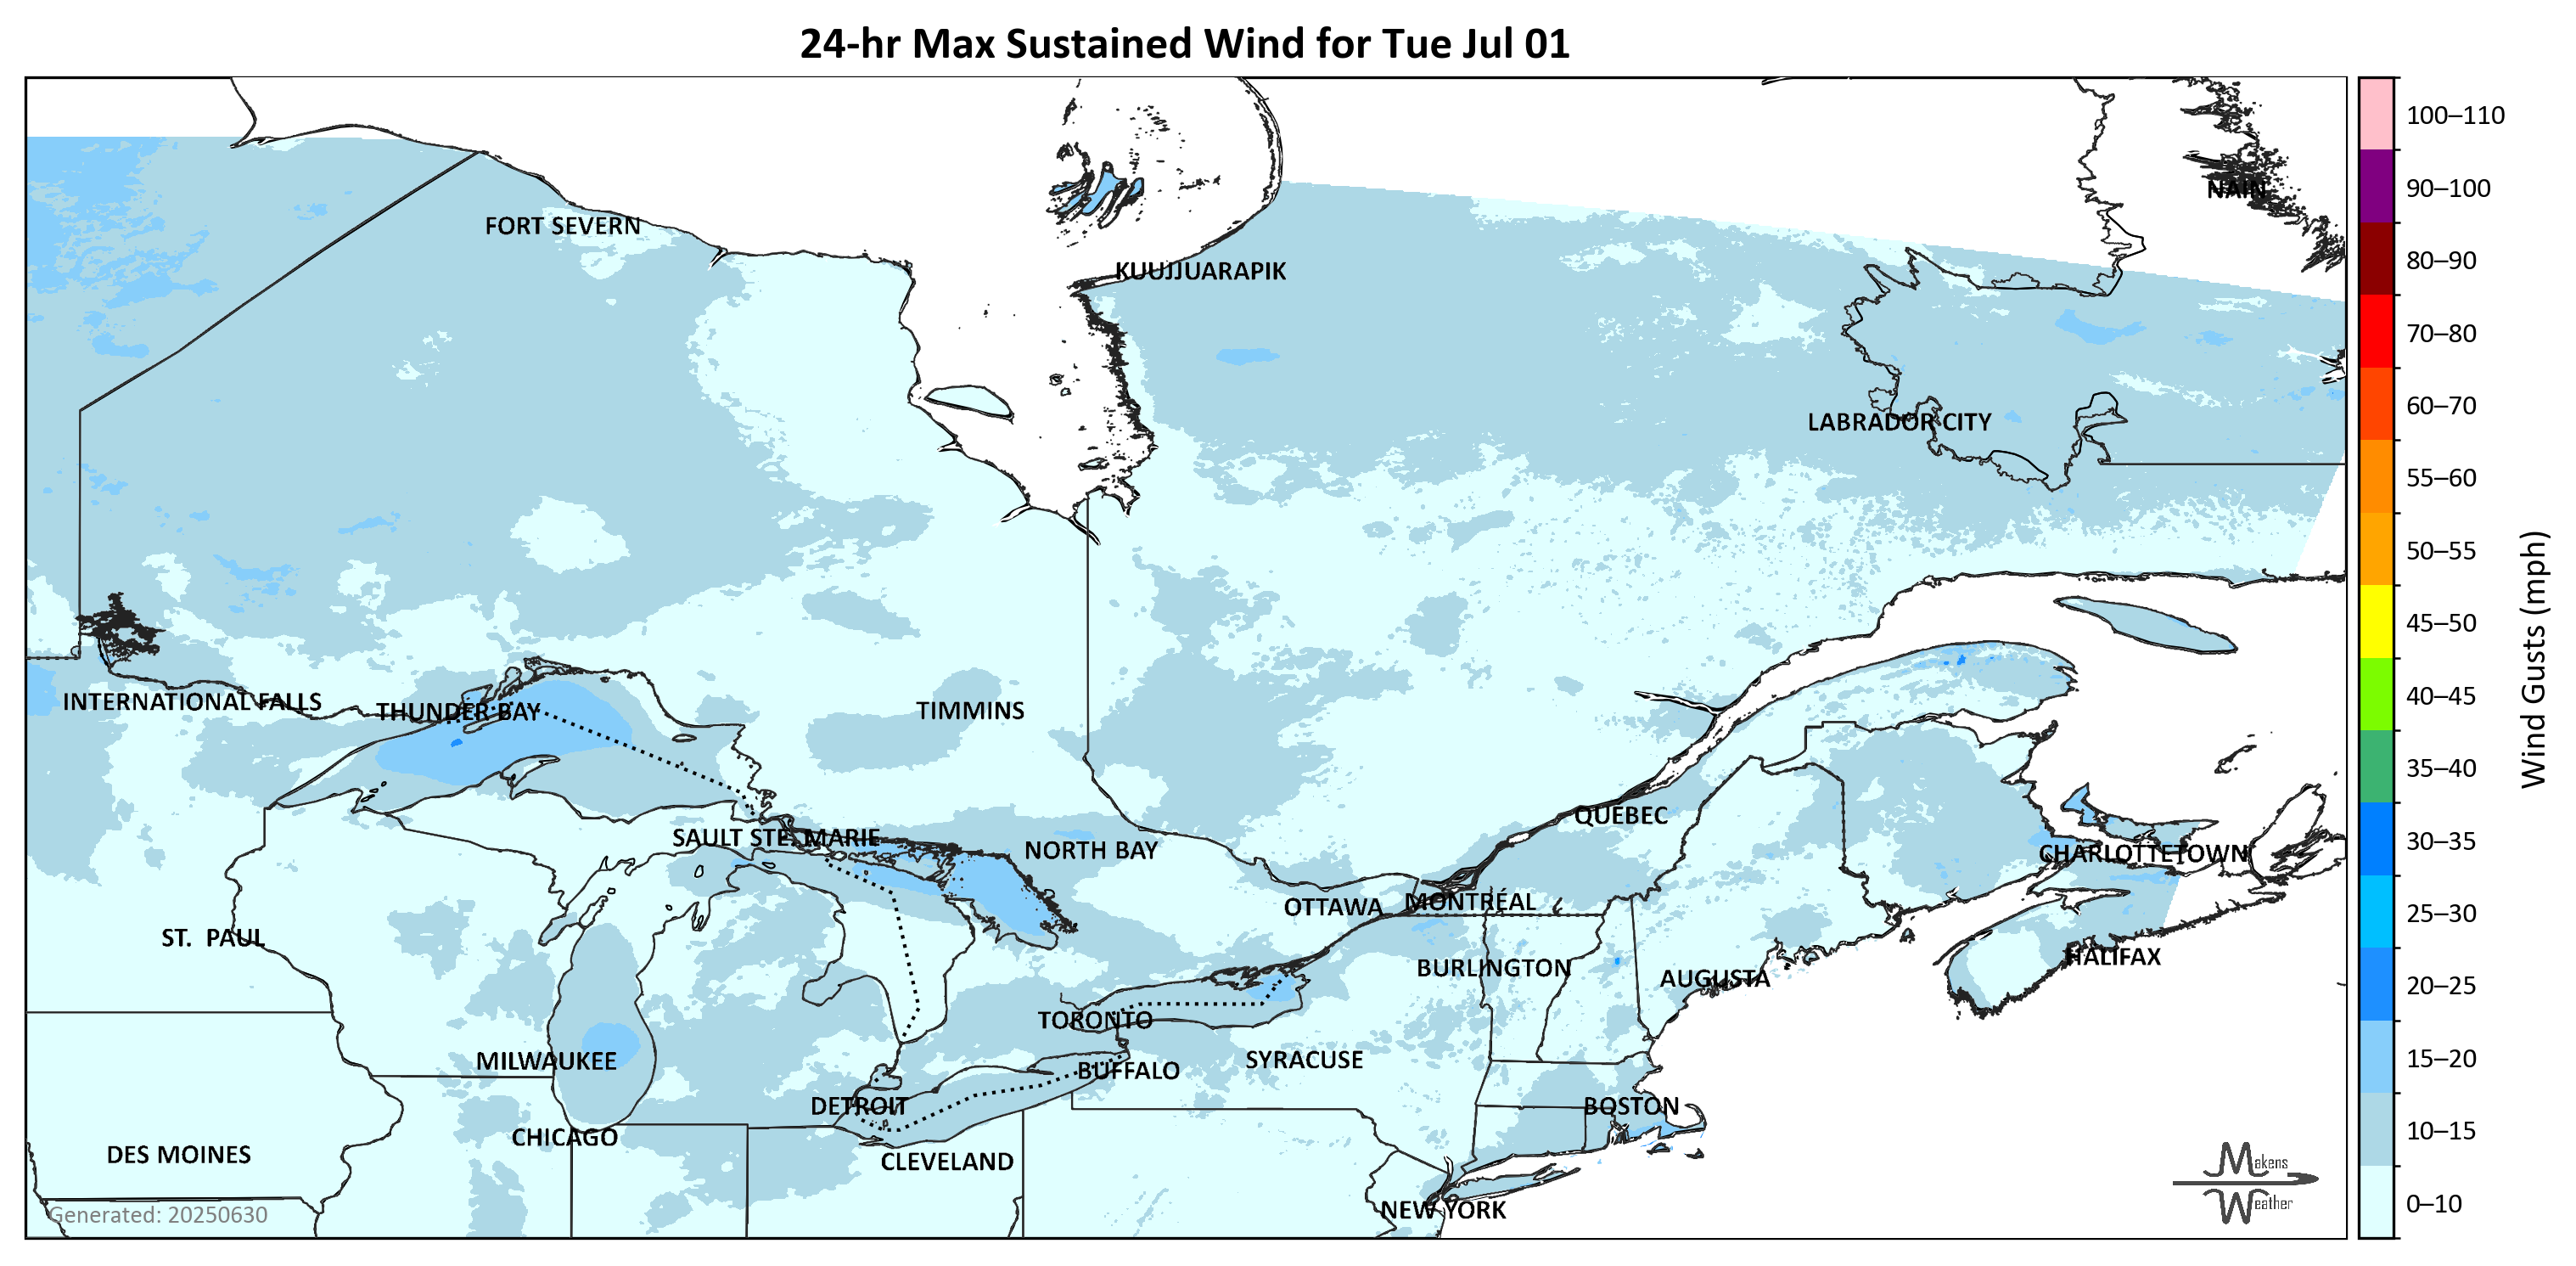 24-hr Max Sustained Wind for Tue Jul 01
100–110
90–100
80–90
70–80
60–70
55–60
50–55
45–50
40–45
35–40
30–35
25–30
20–25
15–20
10–15
0–10
Wind Gusts (mph)
NAIN
FORT SEVERN
KUUJJUARAPIK
LABRADOR CITY
INTERNATIONAL FALLS
THUNDER BAY
TIMMINS
QUEBEC
SAULT STE. MARIE
NORTH BAY
CHARLOTTETOWN
OTTAWA
MONTRÉAL
ST. PAUL
HALIFAX
BURLINGTON
AUGUSTA
TORONTO
MILWAUKEE
SYRACUSE
BUFFALO
DETROIT
BOSTON
CHICAGO
DES MOINES
CLEVELAND
NEW YORK
Generated: 20250630
Makens
Weather